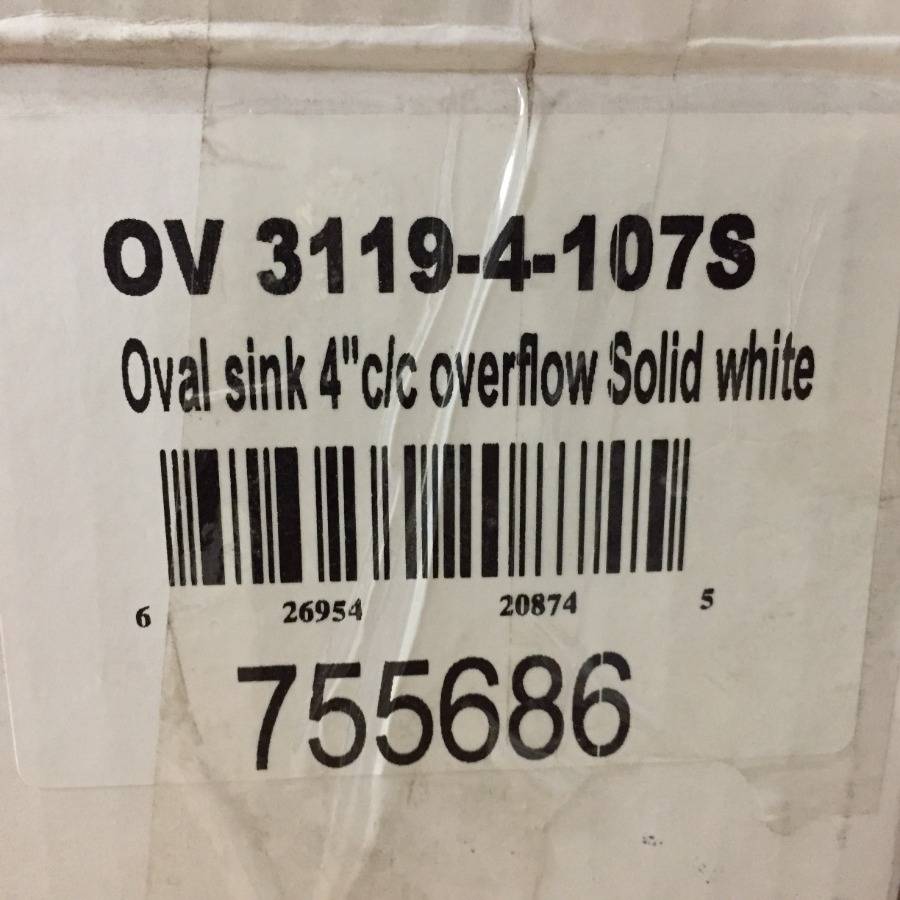 OV 3119-4-107S
Oval sink 4"c/c overflow Solid white
6 26954 20874 5
755686